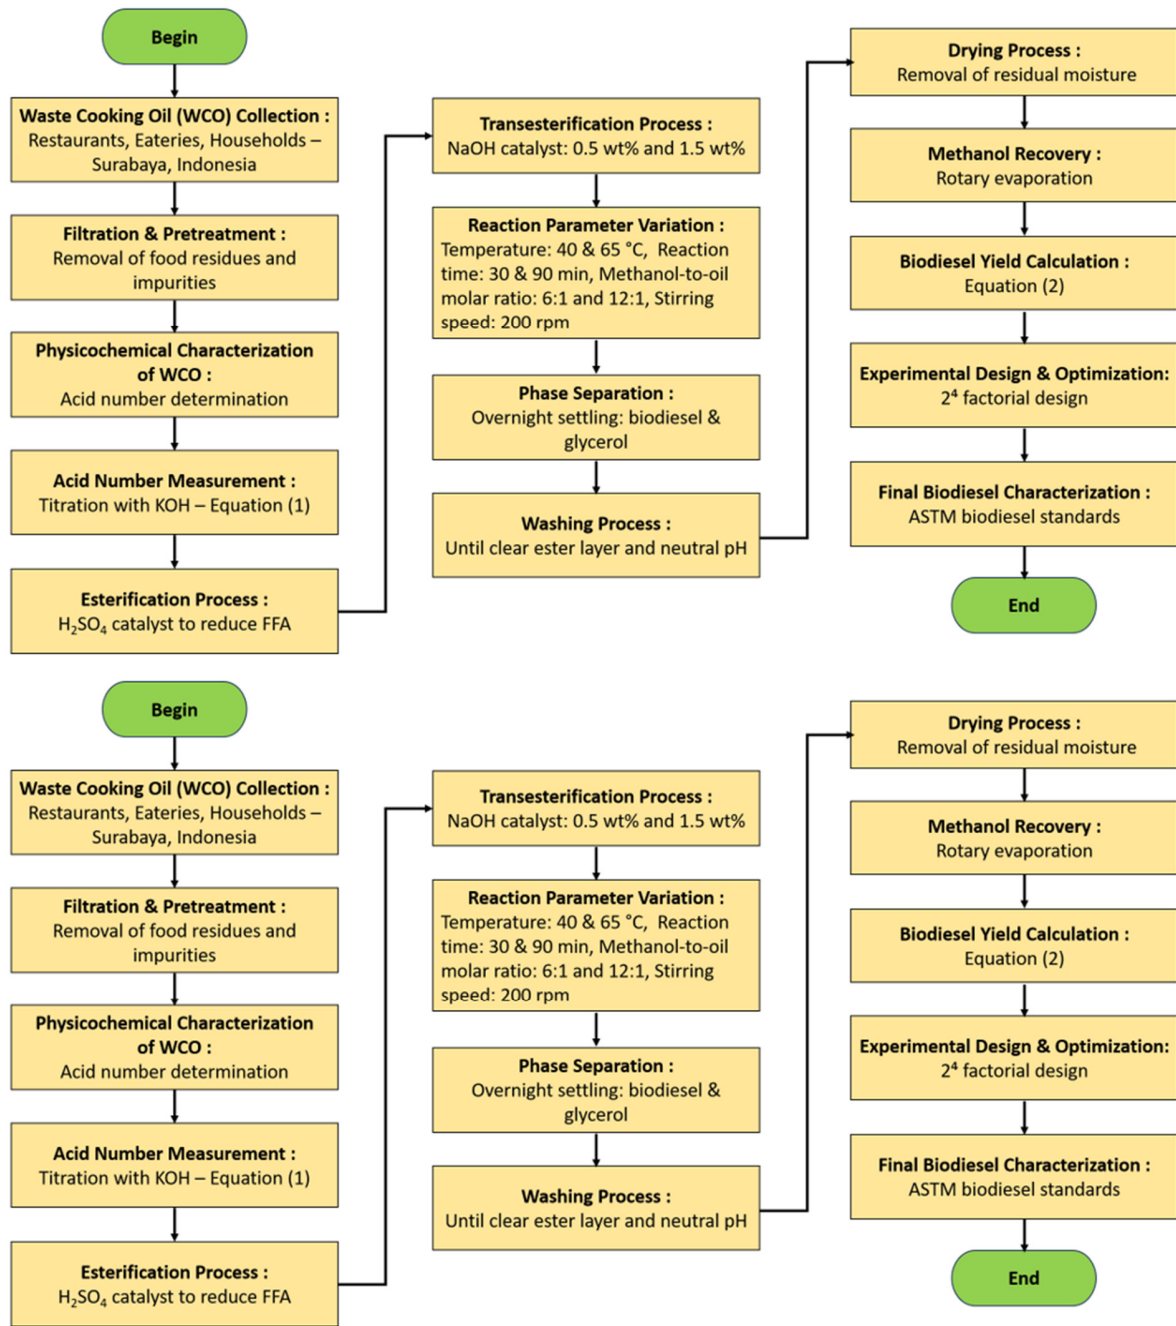 Begin
Waste Cooking Oil (WCO) Collection :
Restaurants, Eateries, Households –
Surabaya, Indonesia
Filtration & Pretreatment :
Removal of food residues and
impurities
Physicochemical Characterization
of WCO :
Acid number determination
Acid Number Measurement :
Titration with KOH – Equation (1)
Esterification Process :
H₂SO₄ catalyst to reduce FFA
Transesterification Process :
NaOH catalyst: 0.5 wt% and 1.5 wt%
Reaction Parameter Variation :
Temperature: 40 & 65 °C, Reaction
time: 30 & 90 min, Methanol-to-oil
molar ratio: 6:1 and 12:1, Stirring
speed: 200 rpm
Phase Separation :
Overnight settling: biodiesel &
glycerol
Washing Process :
Until clear ester layer and neutral pH
Drying Process :
Removal of residual moisture
Methanol Recovery :
Rotary evaporation
Biodiesel Yield Calculation :
Equation (2)
Experimental Design & Optimization:
2⁴ factorial design
Final Biodiesel Characterization :
ASTM biodiesel standards
End
Begin
Waste Cooking Oil (WCO) Collection :
Restaurants, Eateries, Households –
Surabaya, Indonesia
Filtration & Pretreatment :
Removal of food residues and
impurities
Physicochemical Characterization
of WCO :
Acid number determination
Acid Number Measurement :
Titration with KOH – Equation (1)
Esterification Process :
H₂SO₄ catalyst to reduce FFA
Transesterification Process :
NaOH catalyst: 0.5 wt% and 1.5 wt%
Reaction Parameter Variation :
Temperature: 40 & 65 °C, Reaction
time: 30 & 90 min, Methanol-to-oil
molar ratio: 6:1 and 12:1, Stirring
speed: 200 rpm
Phase Separation :
Overnight settling: biodiesel &
glycerol
Washing Process :
Until clear ester layer and neutral pH
Drying Process :
Removal of residual moisture
Methanol Recovery :
Rotary evaporation
Biodiesel Yield Calculation :
Equation (2)
Experimental Design & Optimization:
2⁴ factorial design
Final Biodiesel Characterization :
ASTM biodiesel standards
End